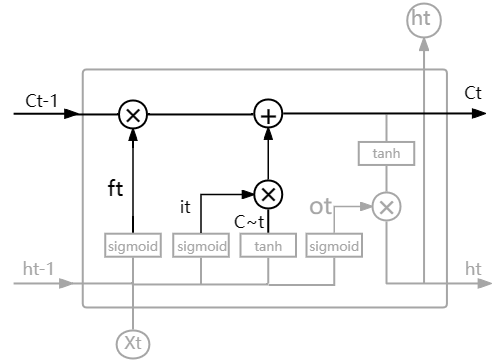 ht
Ct-1
Ct
tanh
ft
it
C~t
ot
sigmoid
sigmoid
tanh
sigmoid
ht-1
ht
Xt